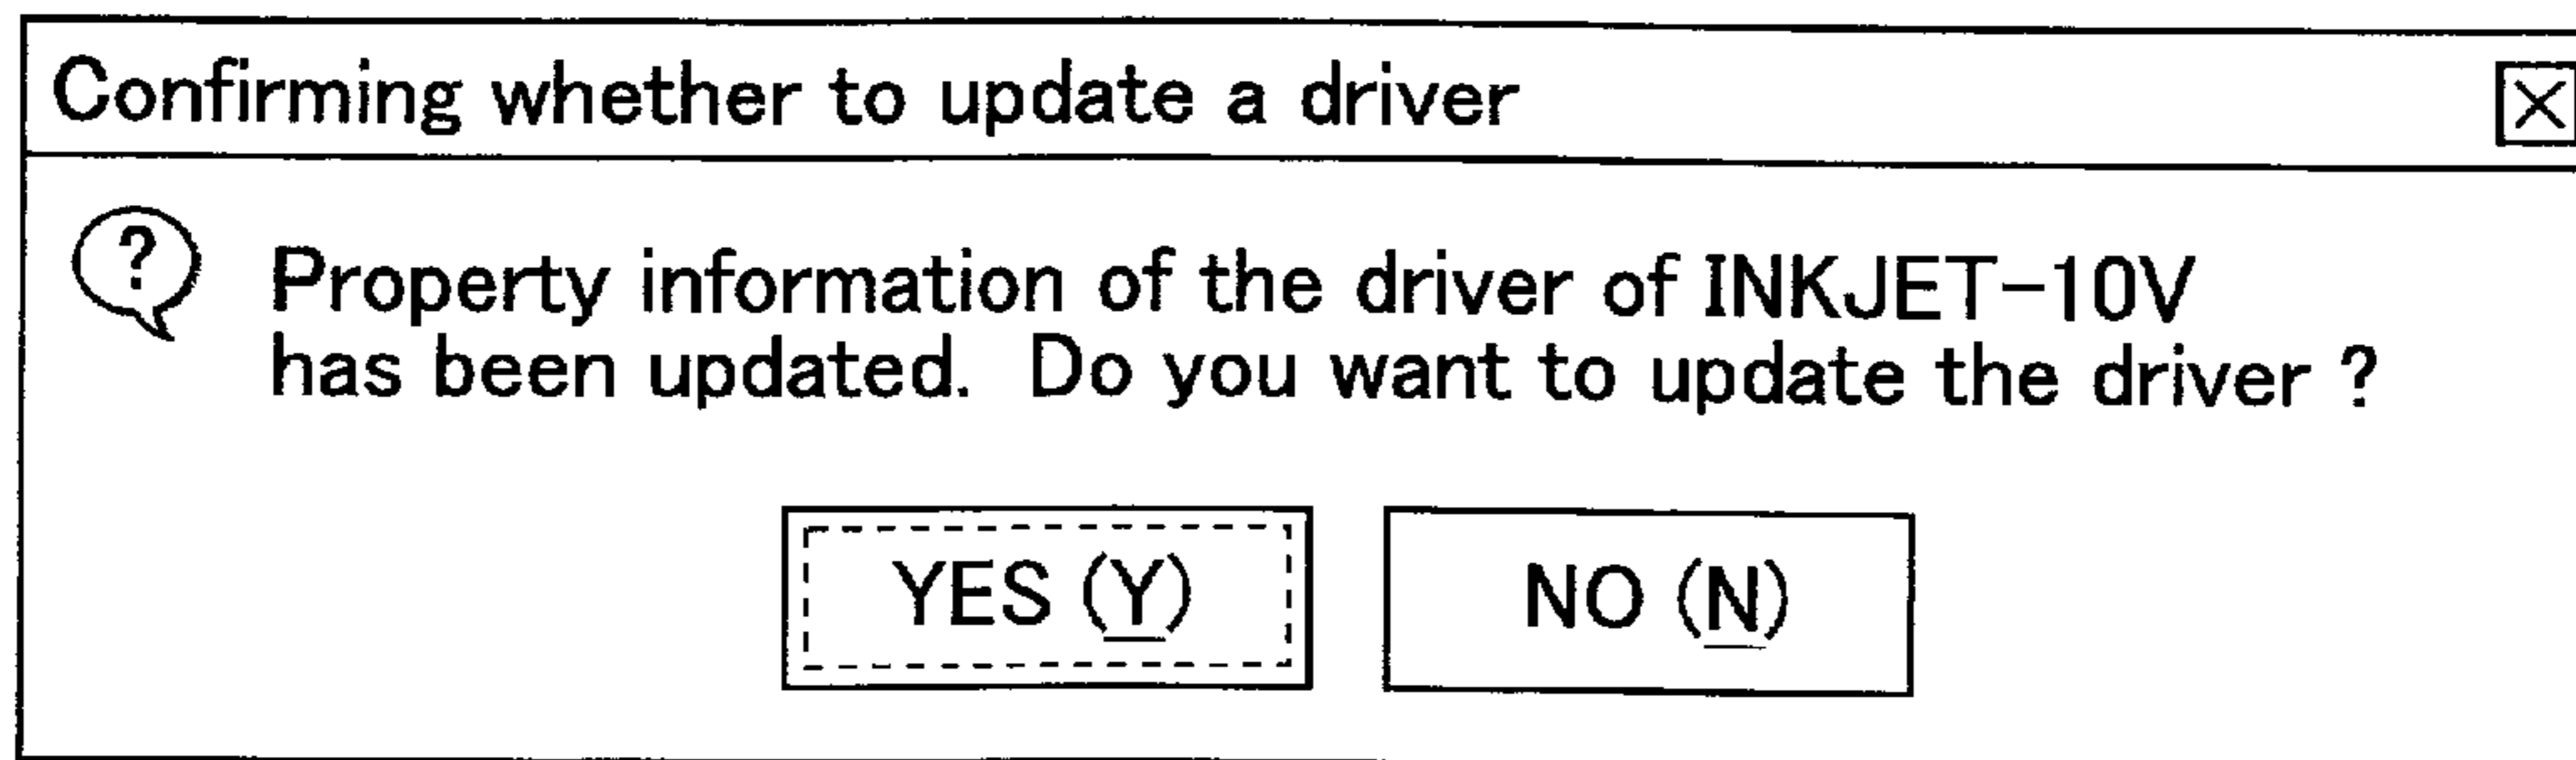 Confirming whether to update a driver
?
Property information of the driver of INKJET-10V
has been updated. Do you want to update the driver ?
YES (Y)
NO (N)